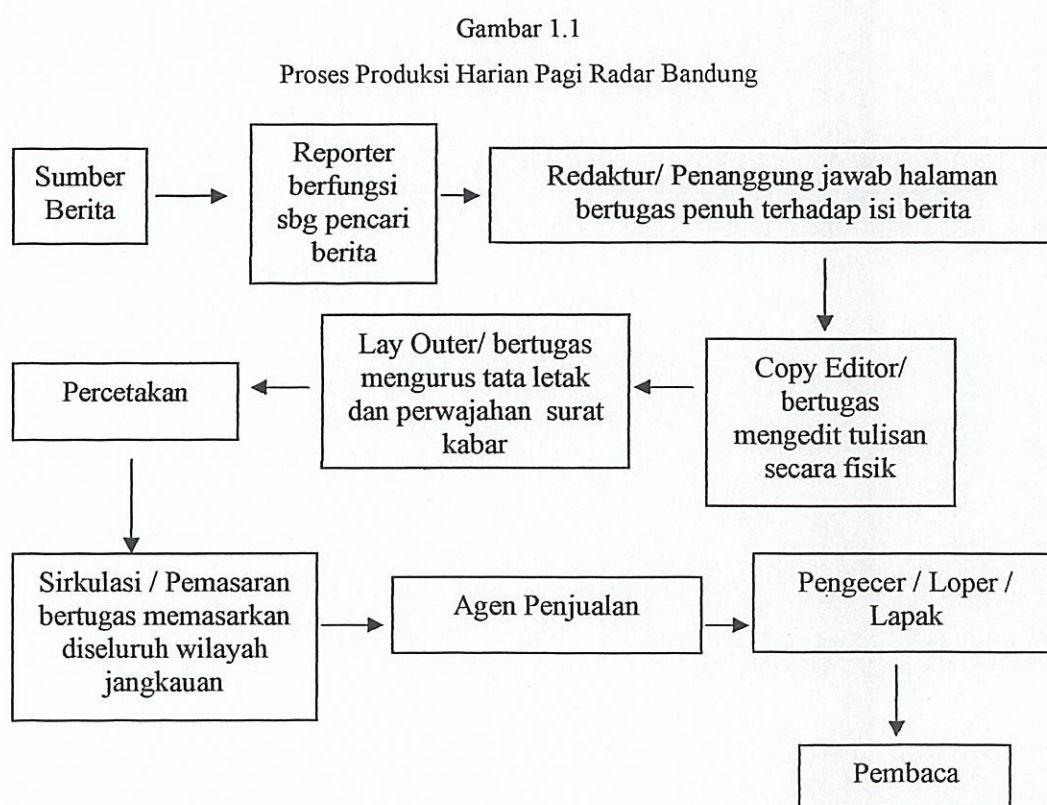 Gambar 1.1
Proses Produksi Harian Pagi Radar Bandung
Sumber
Berita
Reporter
berfungsi
sbg pencari
berita
Redaktur/ Penanggung jawab halaman
bertugas penuh terhadap isi berita
Copy Editor/
bertugas
mengedit tulisan
secara fisik
Lay Outer/ bertugas
mengurus tata letak
dan perwajahan surat
kabar
Percetakan
Sirkulasi / Pemasaran
bertugas memasarkan
diseluruh wilayah
jangkauan
Agen Penjualan
Pengecer / Loper /
Lapak
Pembaca